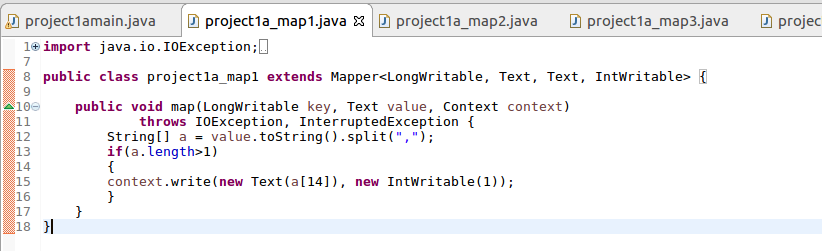 project1amain.java project1a_map1.java project1a_map2.java project1a_map3.java projec
1 import java.io.IOException;
7
8 public class project1a_map1 extends Mapper<LongWritable, Text, Text, IntWritable> {
9
10 public void map(LongWritable key, Text value, Context context)
11 throws IOException, InterruptedException {
12 String[] a = value.toString().split(",");
13 if(a.length>1)
14 {
15 context.write(new Text(a[14]), new IntWritable(1));
16 }
17 }
18 }